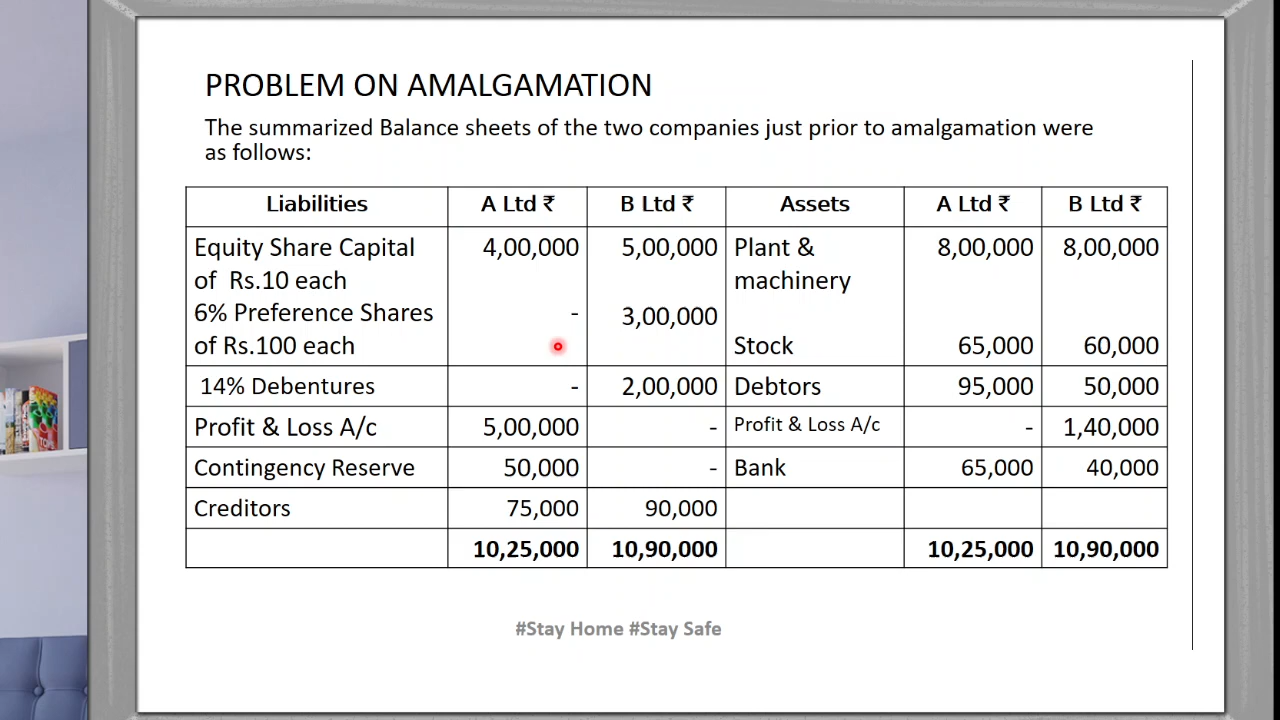 PROBLEM ON AMALGAMATION
The summarized Balance sheets of the two companies just prior to amalgamation were
as follows:
Liabilities A Ltd ₹ B Ltd ₹ Assets A Ltd ₹ B Ltd ₹
Equity Share Capital 4,00,000 5,00,000 Plant & 8,00,000 8,00,000
of Rs.10 each machinery
6% Preference Shares - 3,00,000
of Rs.100 each Stock 65,000 60,000
14% Debentures - 2,00,000 Debtors 95,000 50,000
Profit & Loss A/c 5,00,000 - Profit & Loss A/c - 1,40,000
Contingency Reserve 50,000 - Bank 65,000 40,000
Creditors 75,000 90,000
10,25,000 10,90,000 10,25,000 10,90,000
#Stay Home #Stay Safe